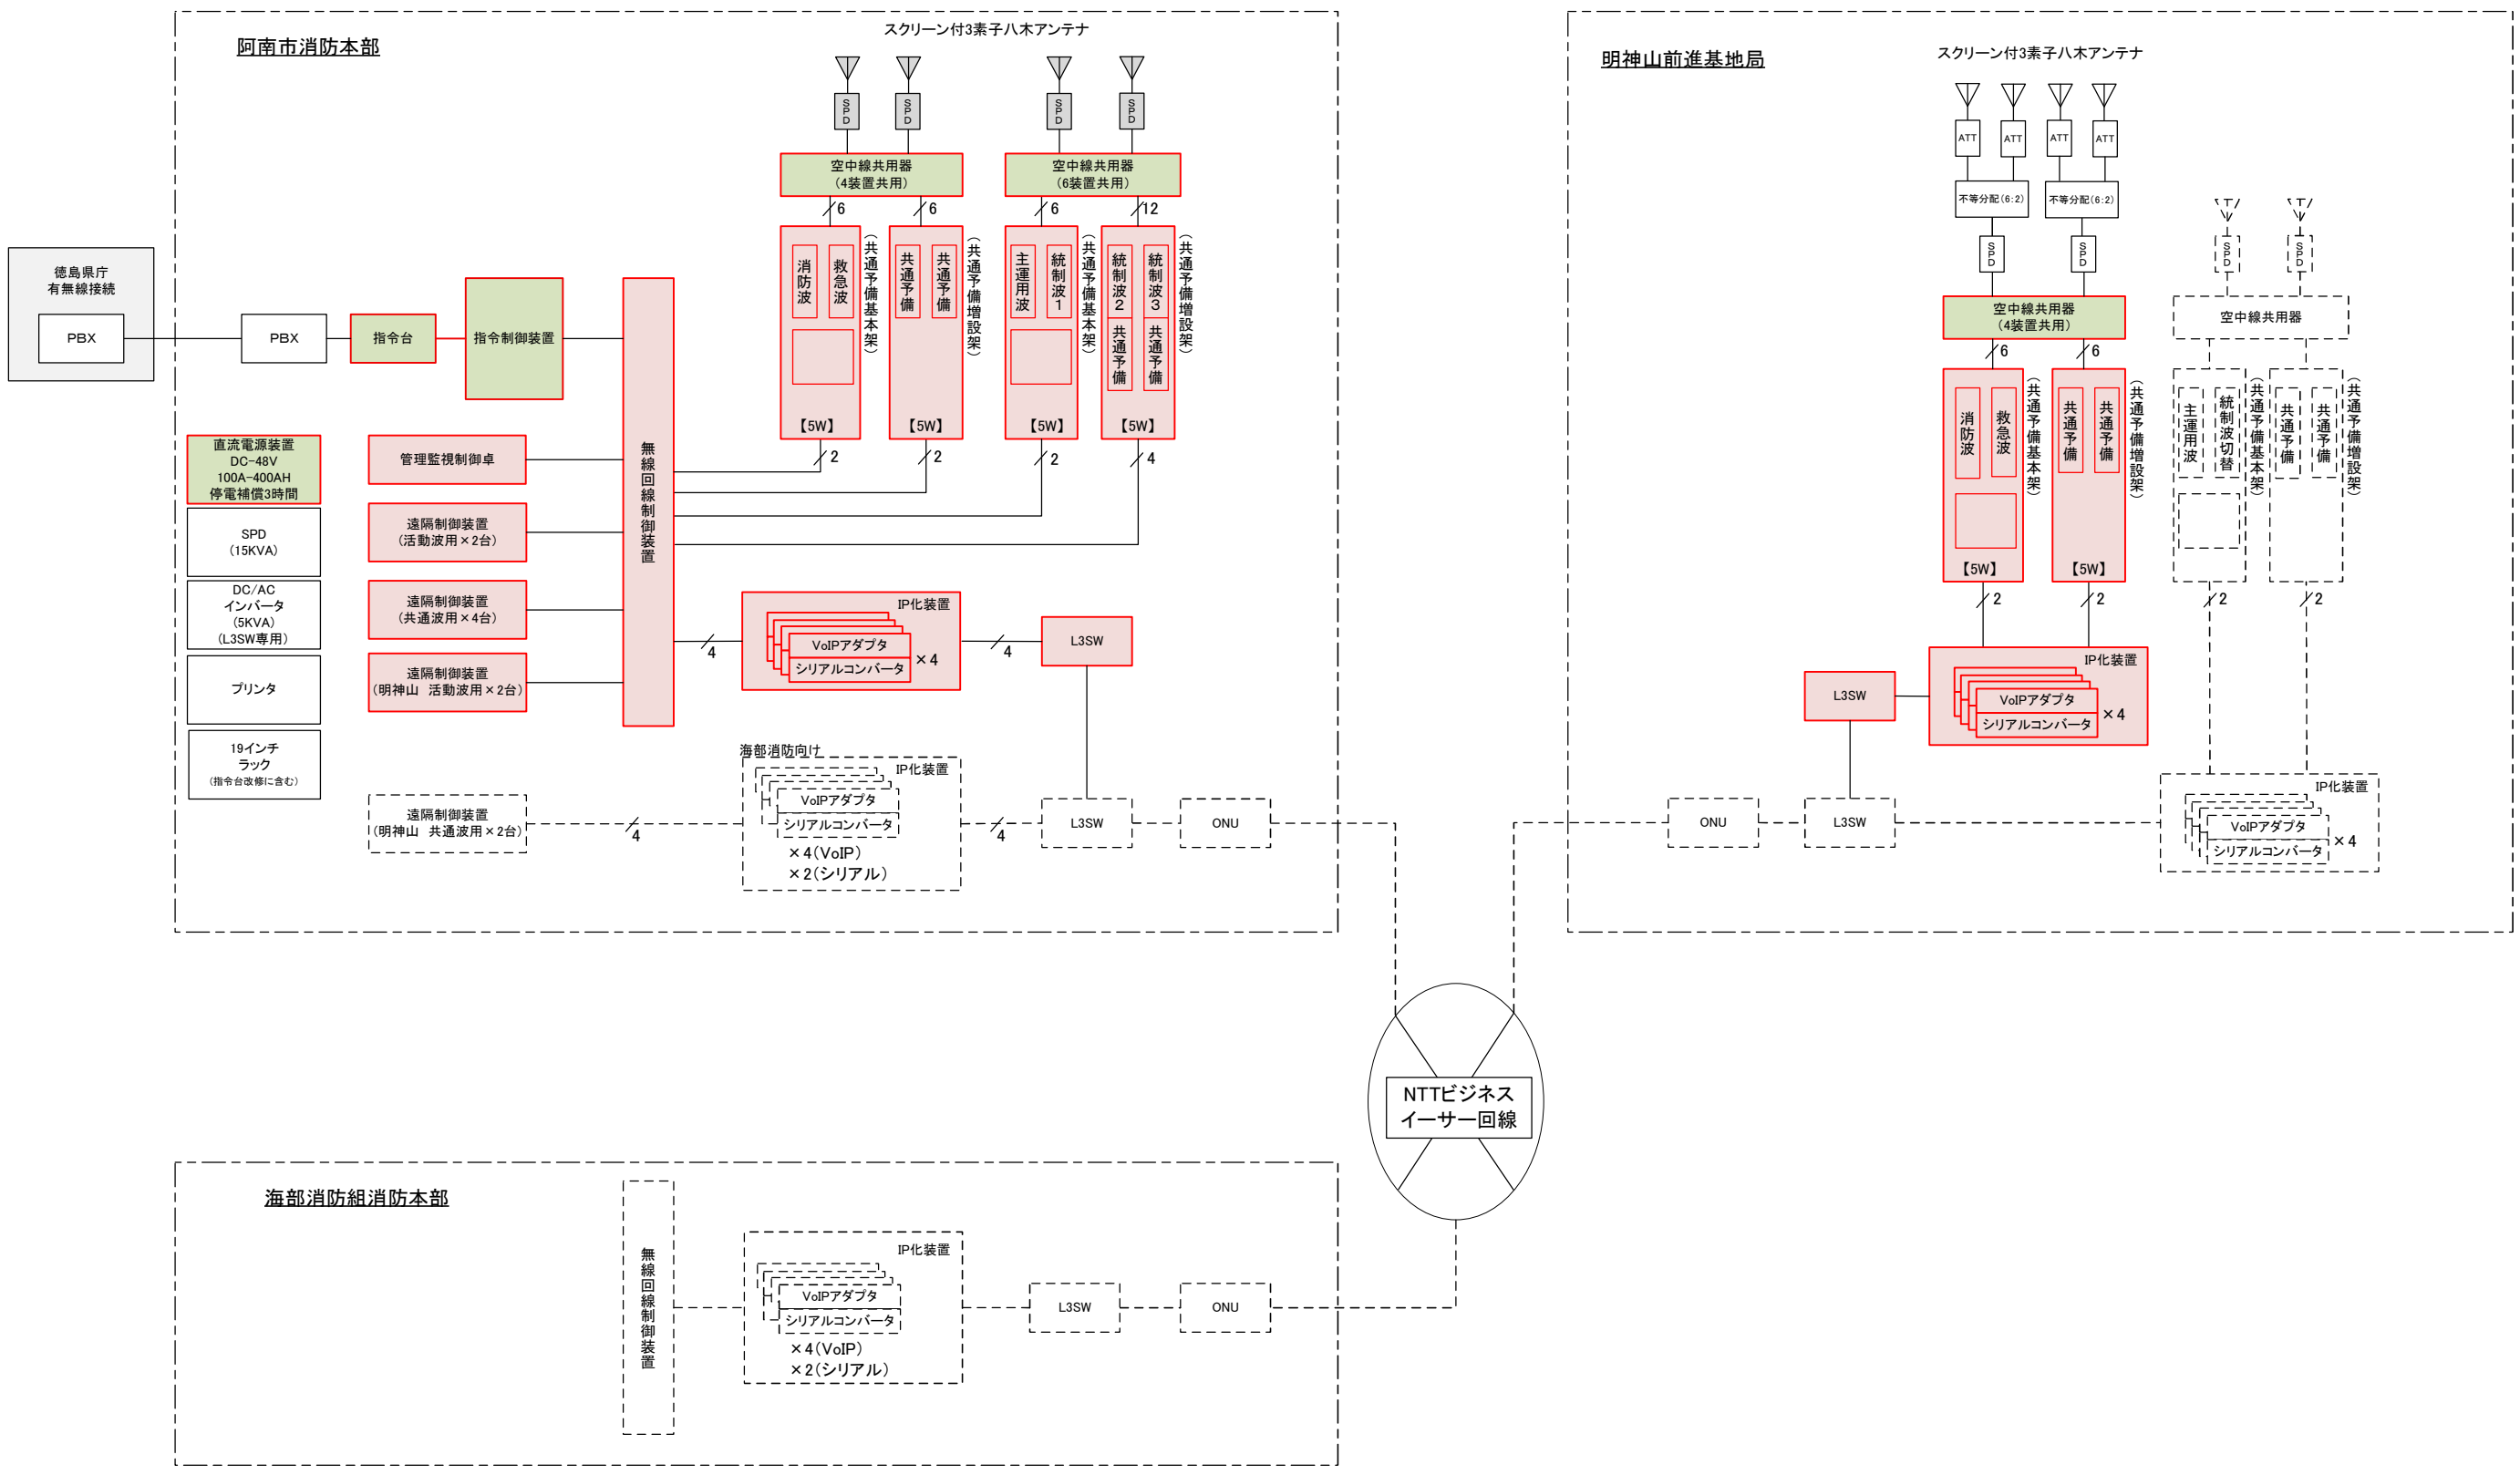 阿南市消防本部
スクリーン付3素子八木アンテナ
SPD
SPD
SPD
SPD
空中線共用器
(4装置共用)
空中線共用器
(6装置共用)
6
6
6
12
消防波
救急波
【5W】
(共通予備基本架)
共通予備
共通予備
【5W】
(共通予備増設架)
主運用波
統制波1
【5W】
(共通予備基本架)
統制波2
共通予備
統制波3
共通予備
【5W】
(共通予備増設架)
2
2
2
4
徳島県庁
有無線接続
PBX
PBX
指令台
指令制御装置
無線回線制御装置
直流電源装置
DC-48V
100A-400AH
停電補償3時間
SPD
(15KVA)
DC/AC
インバータ
(5KVA)
(L3SW専用)
プリンタ
19インチ
ラック
(指令台改修に含む)
管理監視制御卓
遠隔制御装置
(活動波用×2台)
遠隔制御装置
(共通波用×4台)
遠隔制御装置
(明神山 活動波用×2台)
4
IP化装置
VoIPアダプタ
シリアルコンバータ
×4
4
L3SW
遠隔制御装置
(明神山 共通波用×2台)
4
海部消防向け
IP化装置
VoIPアダプタ
シリアルコンバータ
×4(VoIP)
×2(シリアル)
4
L3SW
ONU
明神山前進基地局
スクリーン付3素子八木アンテナ
ATT
ATT
ATT
ATT
不等分配(6:2)
不等分配(6:2)
SPD
SPD
空中線共用器
(4装置共用)
6
6
消防波
救急波
【5W】
(共通予備基本架)
共通予備
共通予備
【5W】
(共通予備増設架)
2
2
SPD
SPD
空中線共用器
主運用波
統制波切替
(共通予備基本架)
共通予備
共通予備
(共通予備増設架)
2
2
L3SW
IP化装置
VoIPアダプタ
シリアルコンバータ
×4
ONU
L3SW
IP化装置
VoIPアダプタ
シリアルコンバータ
×4
NTTビジネス
イーサー回線
海部消防組消防本部
無線回線制御装置
IP化装置
VoIPアダプタ
シリアルコンバータ
×4(VoIP)
×2(シリアル)
L3SW
ONU